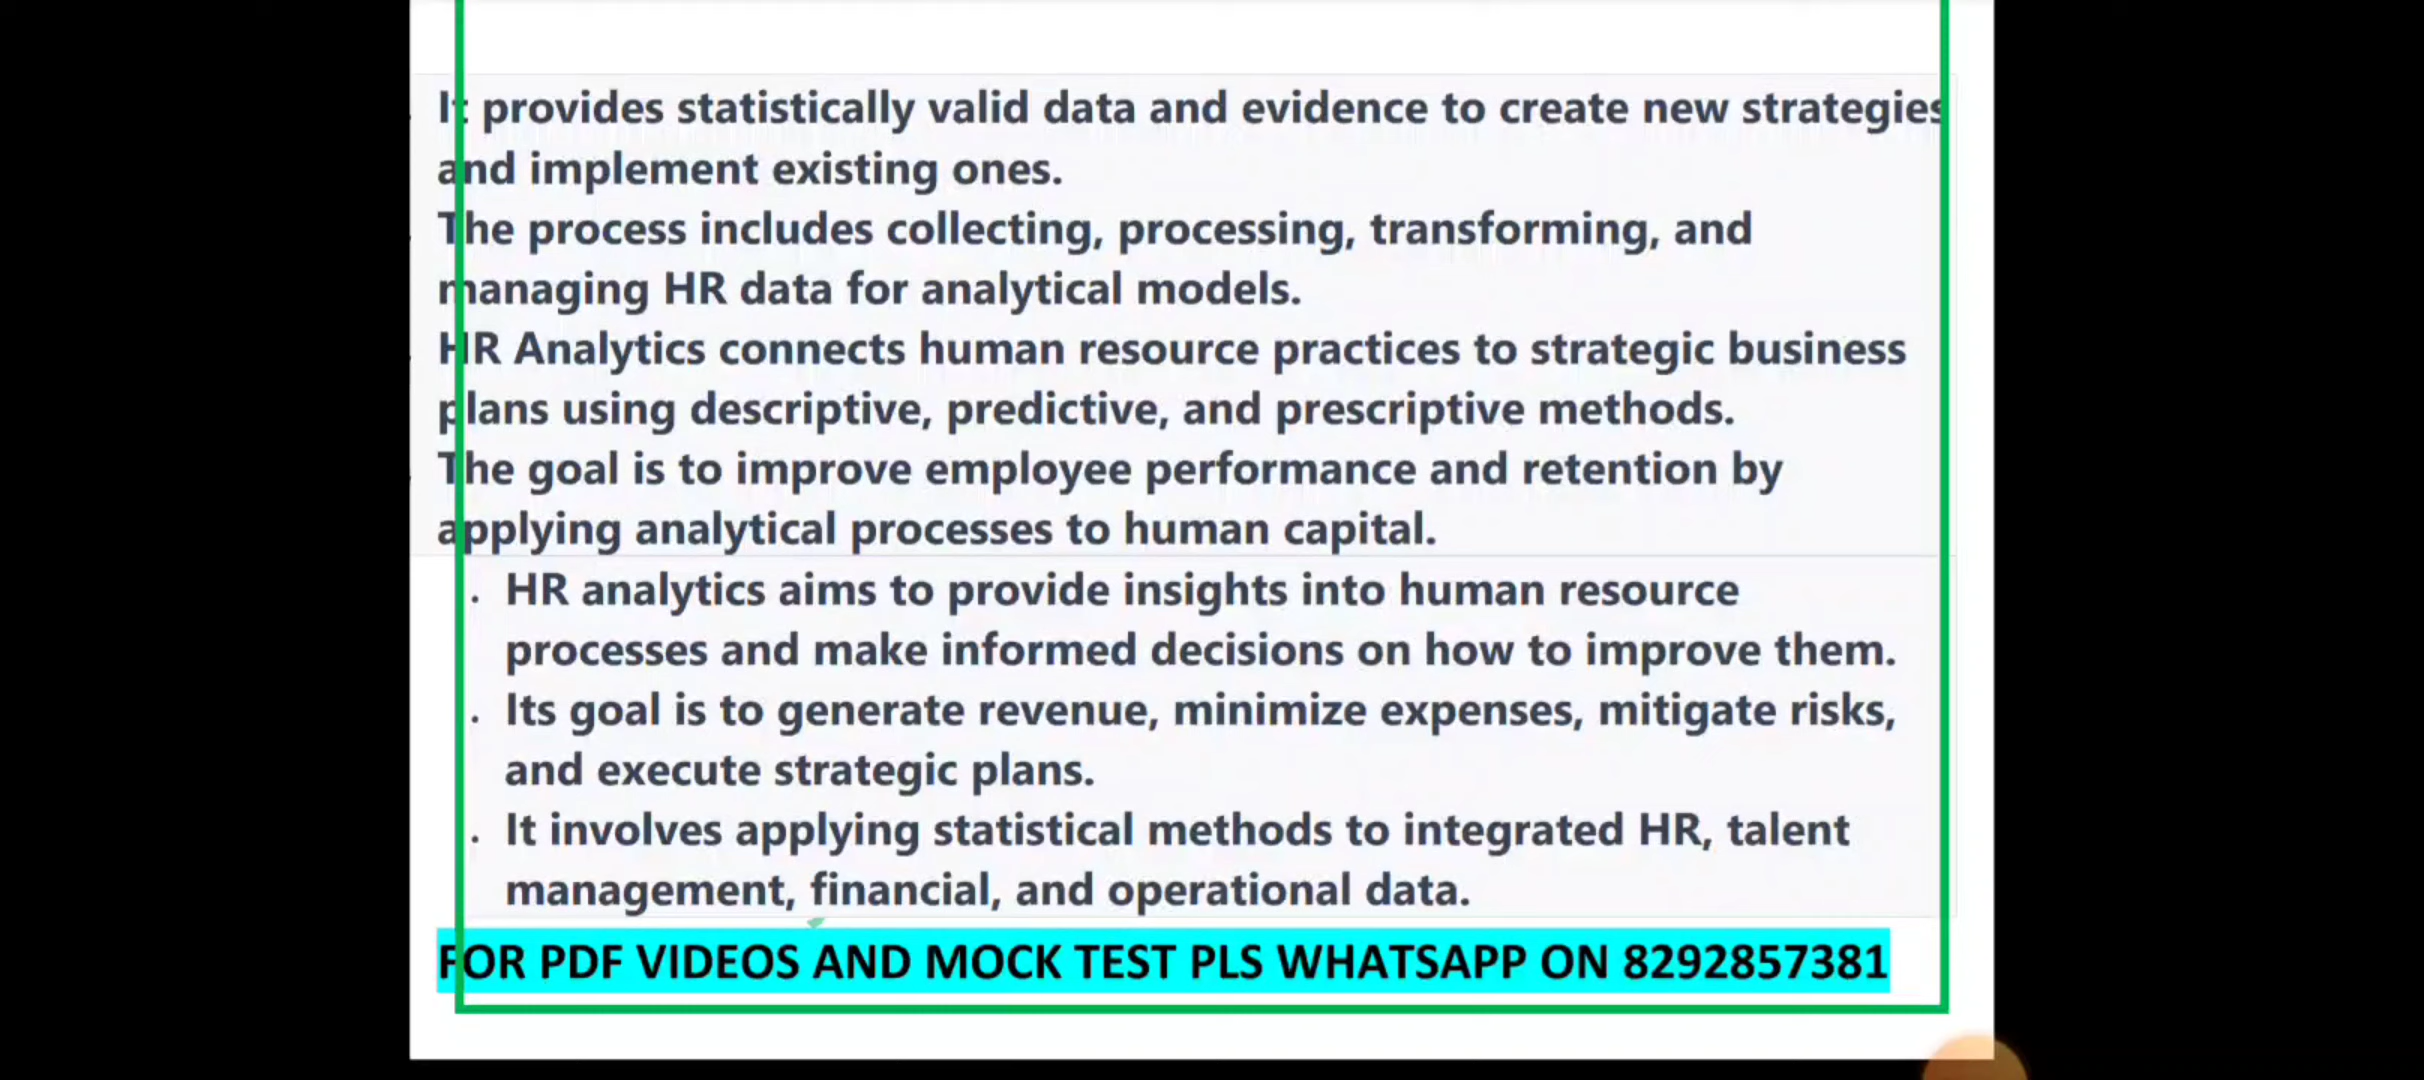 It provides statistically valid data and evidence to create new strategies
and implement existing ones.
The process includes collecting, processing, transforming, and
managing HR data for analytical models.
HR Analytics connects human resource practices to strategic business
plans using descriptive, predictive, and prescriptive methods.
The goal is to improve employee performance and retention by
applying analytical processes to human capital.
. HR analytics aims to provide insights into human resource
processes and make informed decisions on how to improve them.
. Its goal is to generate revenue, minimize expenses, mitigate risks,
and execute strategic plans.
. It involves applying statistical methods to integrated HR, talent
management, financial, and operational data.
FOR PDF VIDEOS AND MOCK TEST PLS WHATSAPP ON 8292857381